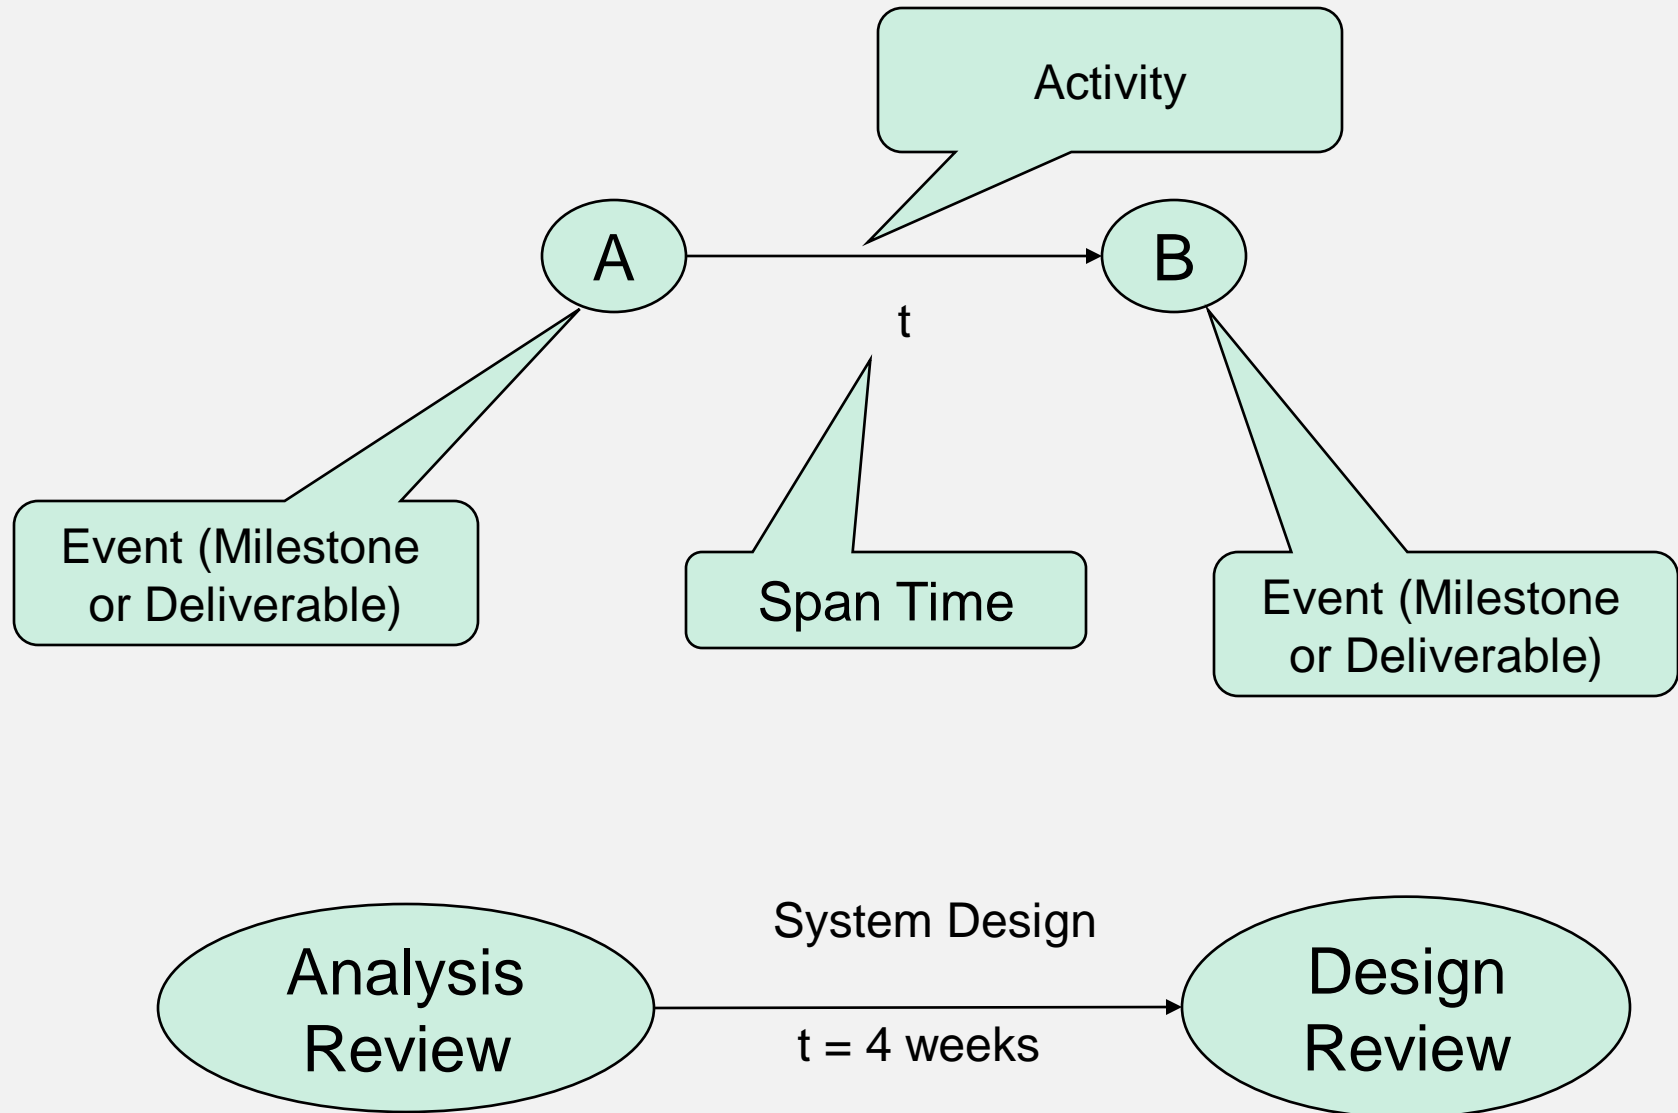 Activity
A
B
t
Event (Milestone
or Deliverable)
Span Time
Event (Milestone
or Deliverable)
System Design
Analysis
Review
Design
Review
t = 4 weeks